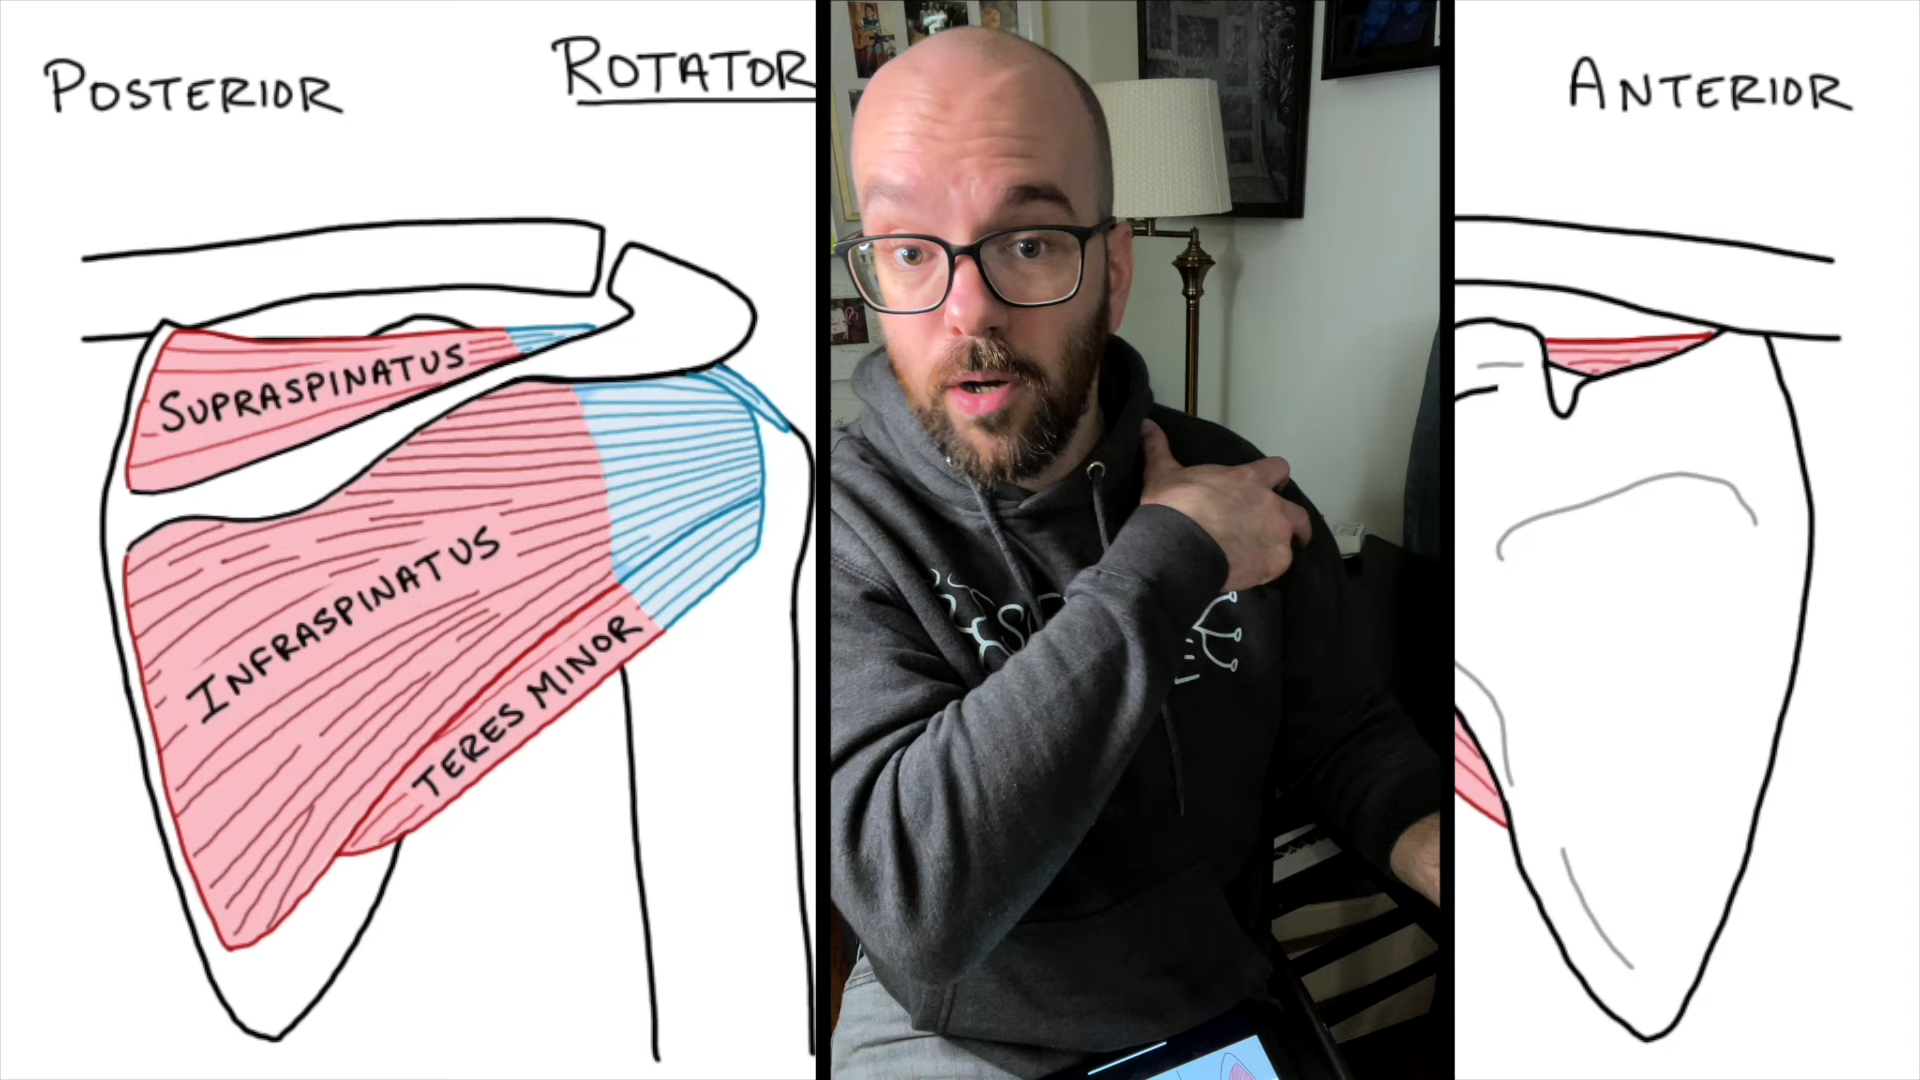 POSTERIOR
ROTATOR
ANTERIOR
SUPRASPINATUS
INFRASPINATUS
TERES MINOR